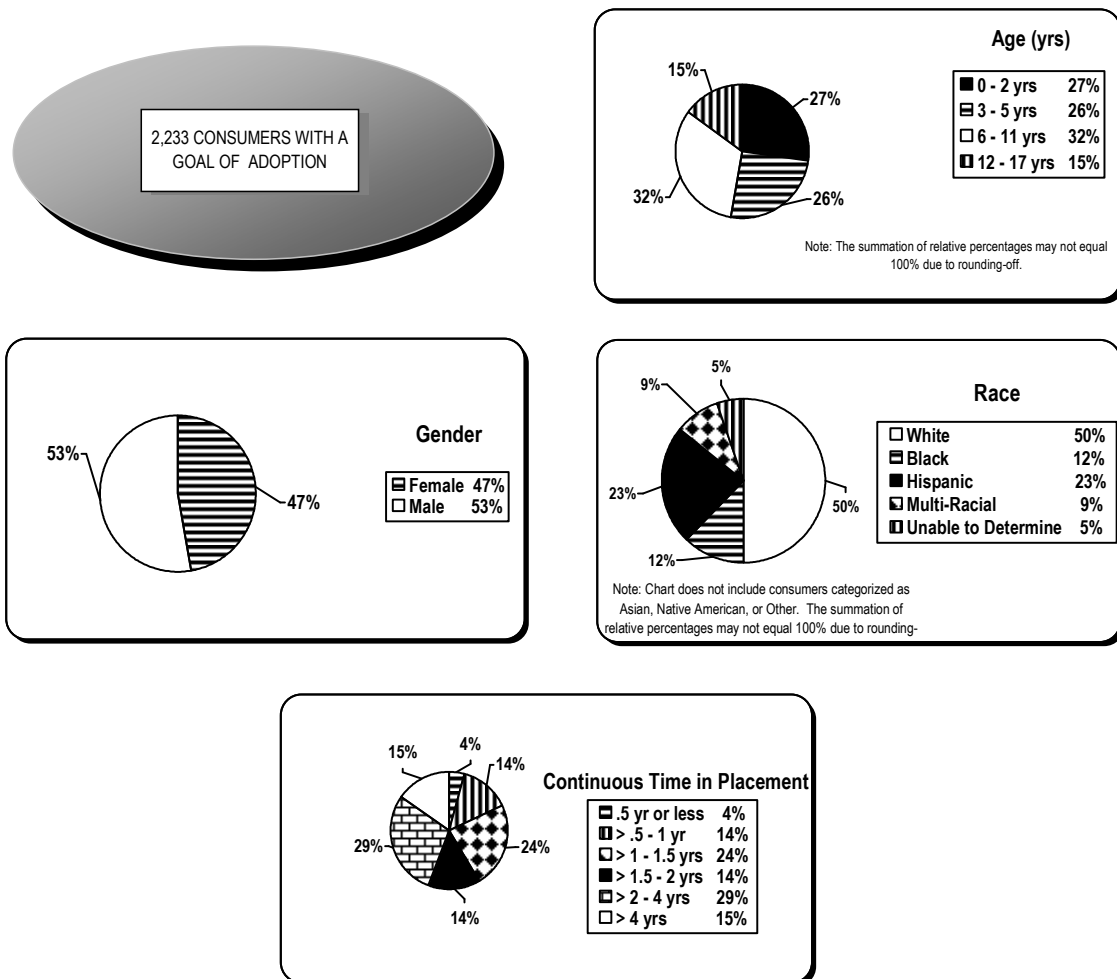 2,233 CONSUMERS WITH A
GOAL OF ADOPTION
Age (yrs)
15%
27%
32%
26%
0 - 2 yrs 27%
3 - 5 yrs 26%
6 - 11 yrs 32%
12 - 17 yrs 15%
Note: The summation of relative percentages may not equal
100% due to rounding-off.
53%
47%
Gender
Female 47%
Male 53%
5%
9%
23%
50%
12%
Race
White 50%
Black 12%
Hispanic 23%
Multi-Racial 9%
Unable to Determine 5%
Note: Chart does not include consumers categorized as
Asian, Native American, or Other. The summation of
relative percentages may not equal 100% due to rounding-
15%
4%
14%
29%
24%
14%
Continuous Time in Placement
.5 yr or less 4%
> .5 - 1 yr 14%
> 1 - 1.5 yrs 24%
> 1.5 - 2 yrs 14%
> 2 - 4 yrs 29%
> 4 yrs 15%